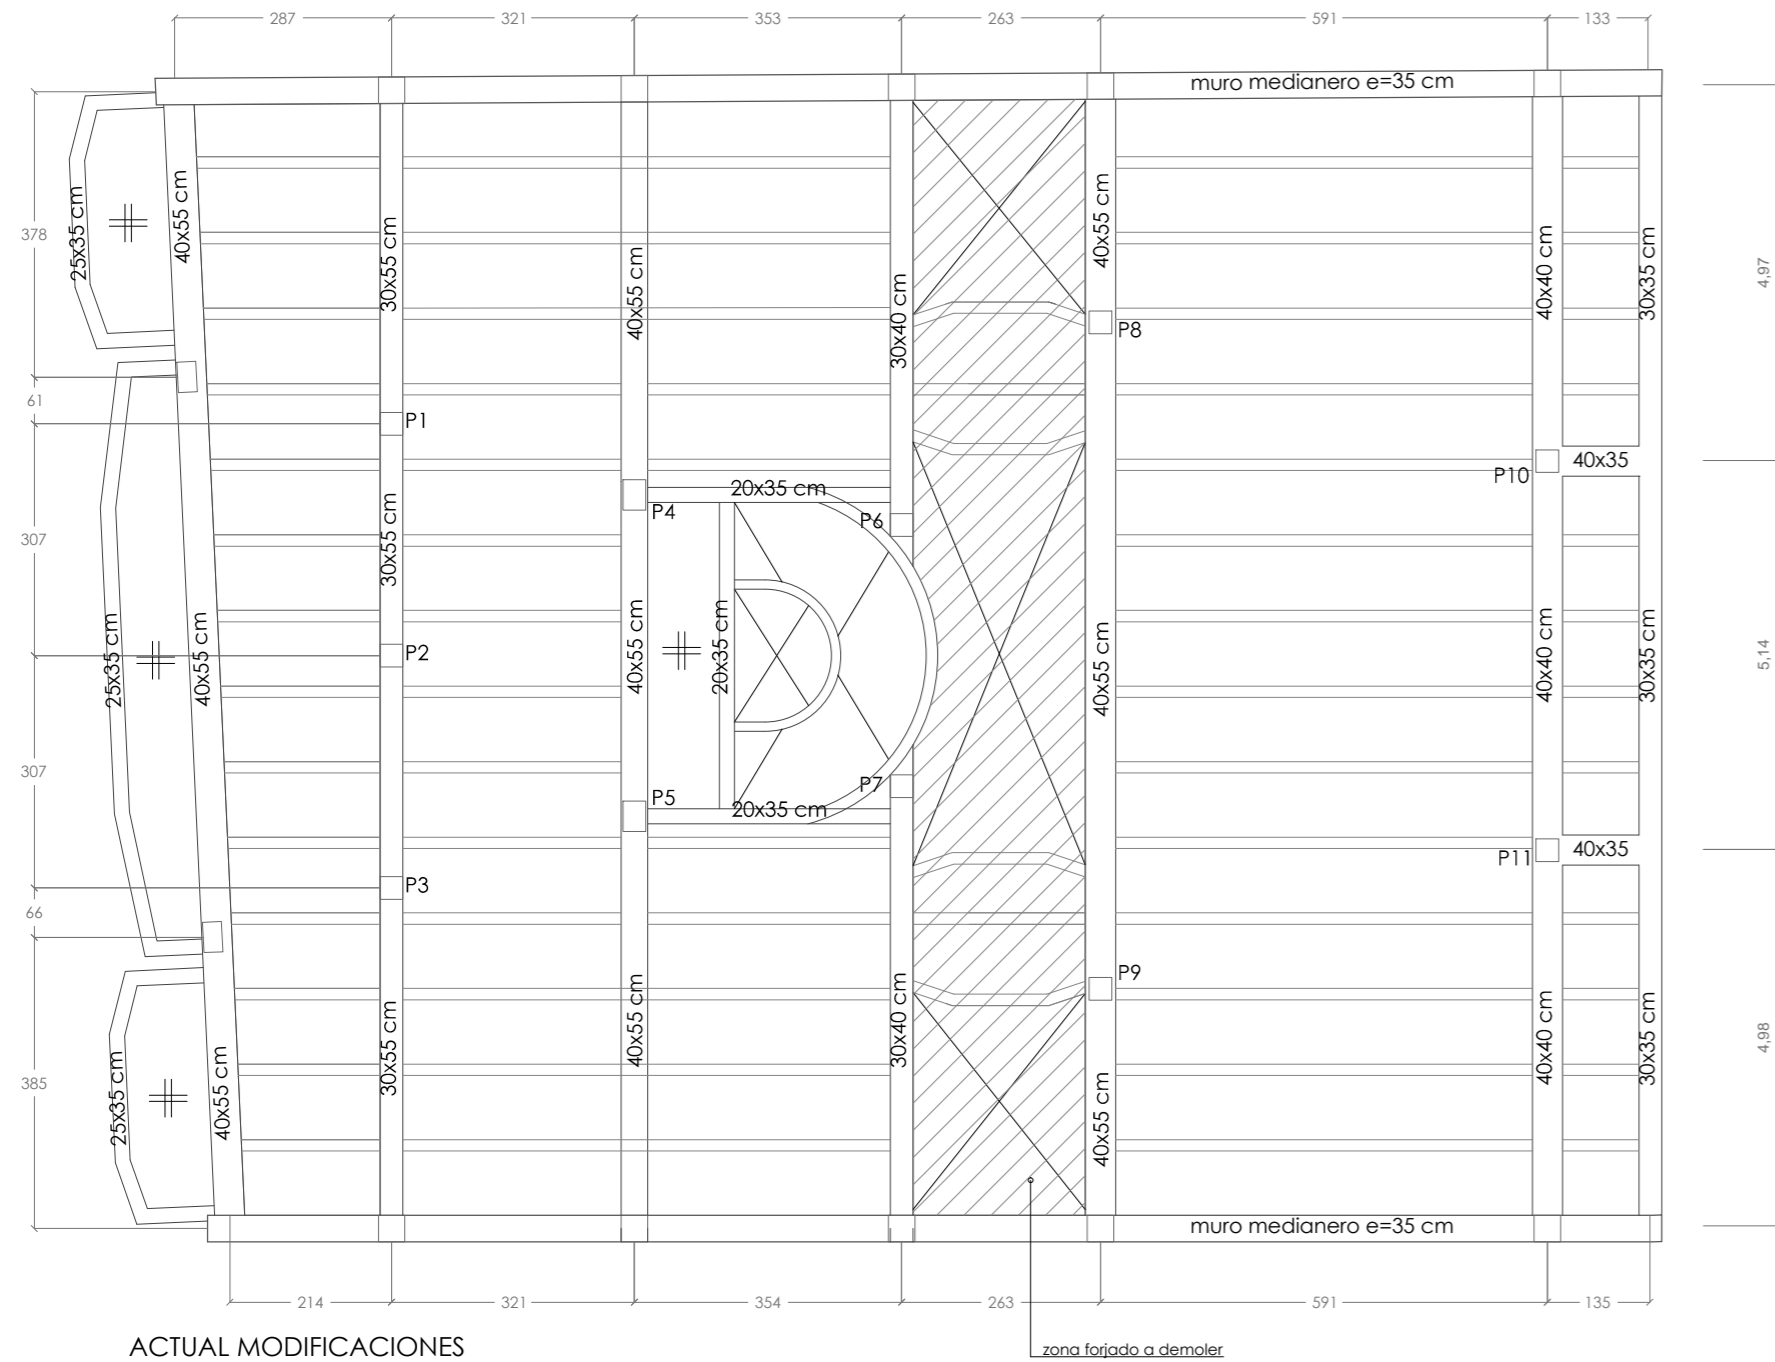 287
321
353
263
591
133
muro medianero e=35 cm
378
61
307
307
66
385
4,97
5,14
4,98
25x35 cm
40x55 cm
30x55 cm
40x55 cm
30x40 cm
40x55 cm
40x40 cm
30x35 cm
P8
P1
P10
40x35
20x35 cm
P4
P6
30x55 cm
25x35 cm
40x55 cm
P2
40x55 cm
20x35 cm
40x55 cm
40x40 cm
30x35 cm
P7
P5
20x35 cm
P11
40x35
P3
P9
25x35 cm
40x55 cm
30x55 cm
40x55 cm
30x40 cm
40x55 cm
40x40 cm
30x35 cm
muro medianero e=35 cm
214
321
354
263
591
135
ACTUAL MODIFICACIONES
zona forjado a demoler